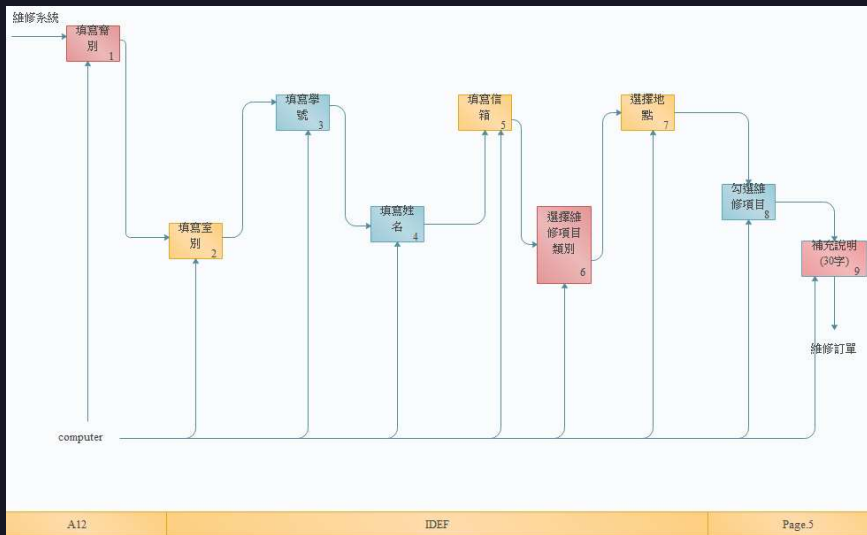 維修系統
填寫齋
別
1
填寫室
別
2
填寫學
號
3
填寫姓
名
4
填寫信
箱
5
選擇維
修項目
類別
6
選擇地
點
7
勾選維
修項目
8
補充說明
(30字)
9
維修訂單
computer
A12
IDEF
Page.5